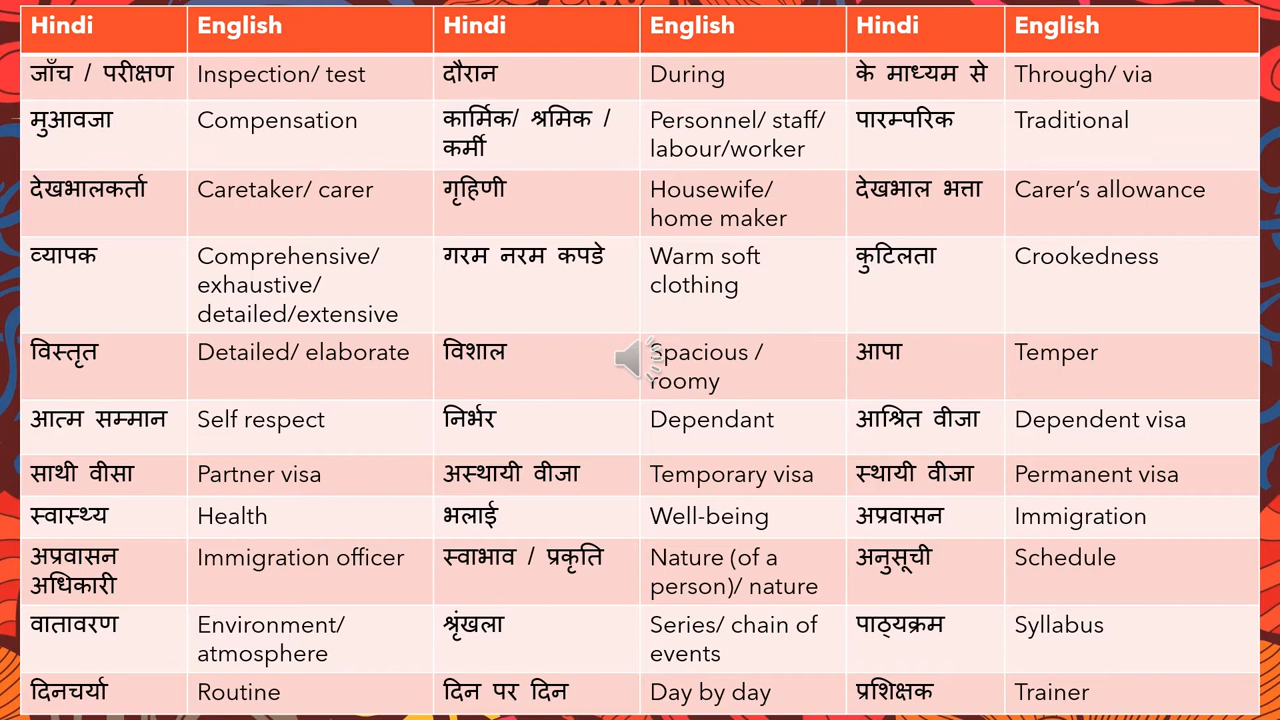 Hindi English Hindi English Hindi English
जाँच / परीक्षण Inspection/ test दौरान During के माध्यम से Through/ via
मुआवजा Compensation कार्मिक/ श्रमिक / Personnel/ staff/ पारम्परिक Traditional
कर्मी labour/worker
देखभालकर्ता Caretaker/ carer गृहिणी Housewife/ देखभाल भत्ता Carer’s allowance
home maker
व्यापक Comprehensive/ गरम नरम कपडे Warm soft कुटिलता Crookedness
exhaustive/ clothing
detailed/extensive
विस्तृत Detailed/ elaborate विशाल Spacious / आपा Temper
roomy
आत्म सम्मान Self respect निर्भर Dependant आश्रित वीजा Dependent visa
साथी वीसा Partner visa अस्थायी वीजा Temporary visa स्थायी वीजा Permanent visa
स्वास्थ्य Health भलाई Well-being अप्रवासन Immigration
अप्रवासन Immigration officer स्वाभाव / प्रकृति Nature (of a अनुसूची Schedule
अधिकारी person)/ nature
वातावरण Environment/ श्रृंखला Series/ chain of पाठ्यक्रम Syllabus
atmosphere events
दिनचर्या Routine दिन पर दिन Day by day प्रशिक्षक Trainer